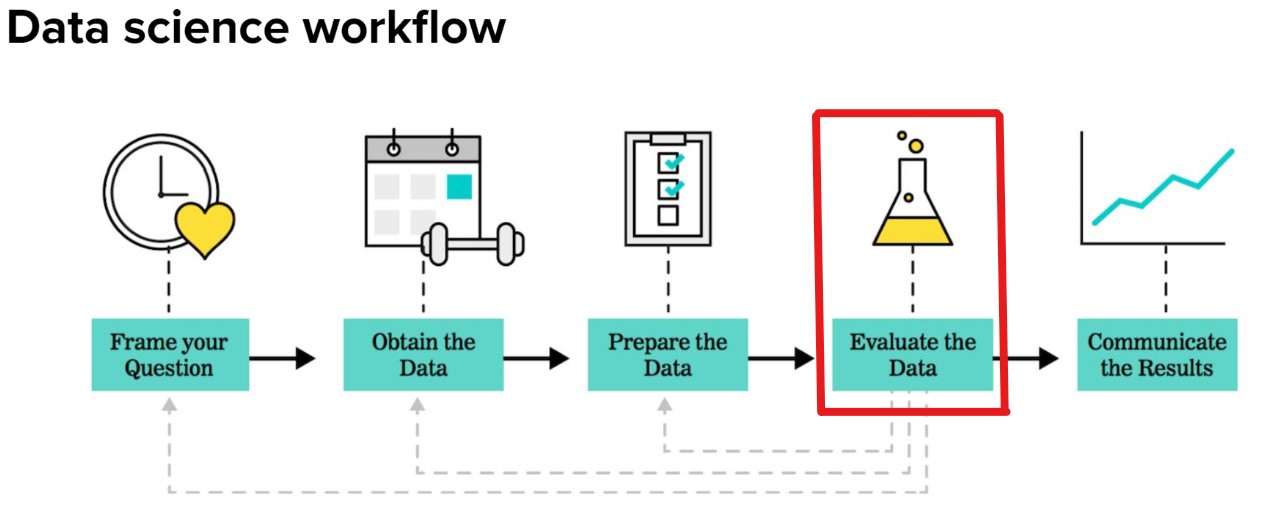 Data science workflow
Frame your
Question
Obtain the
Data
Prepare the
Data
Evaluate the
Data
Communicate
the Results